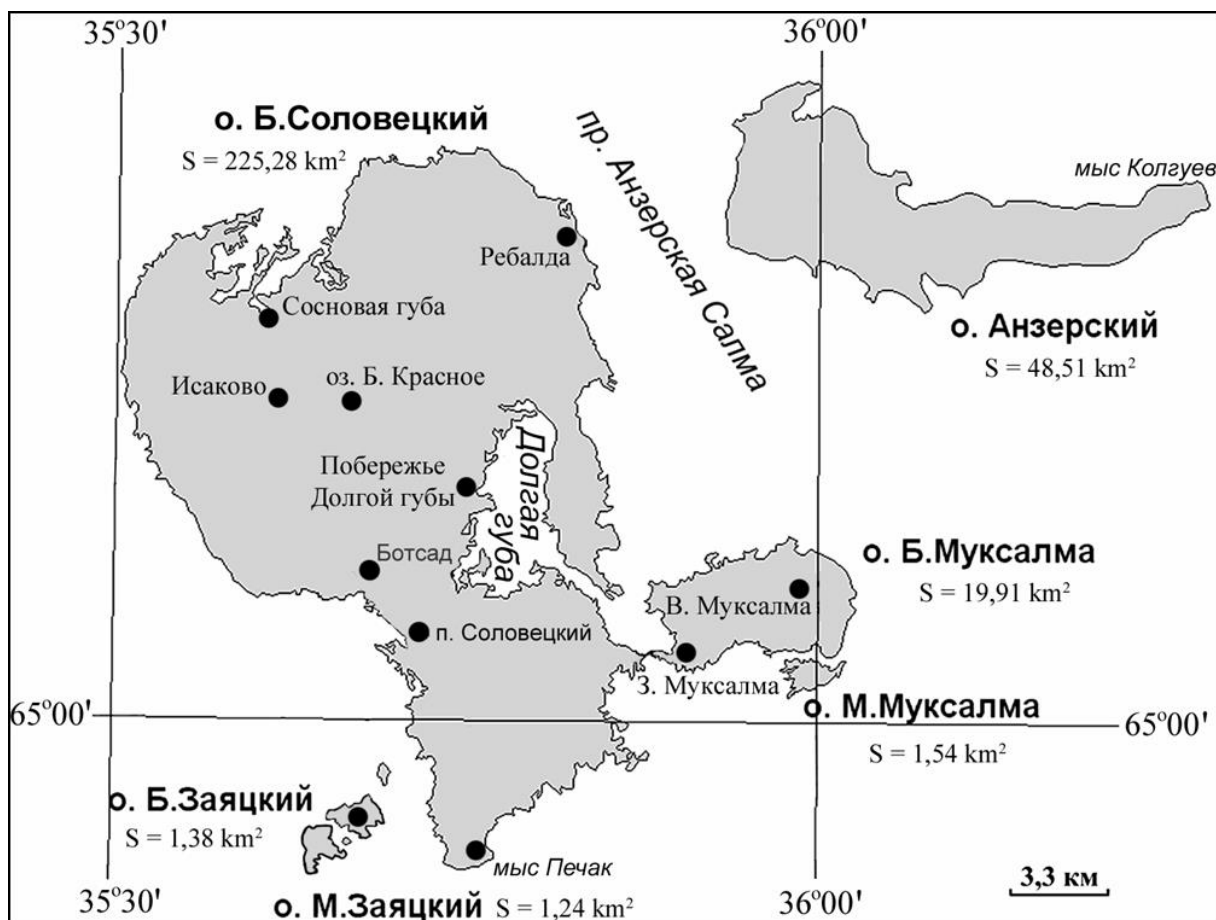 35º30'
36º00'
о. Б.Соловецкий
S = 225,28 km²
пр. Анзерская Салма
мыс Колгуев
Ребалда
Сосновая губа
о. Анзерский
S = 48,51 km²
Исаково
оз. Б. Красное
Долгая
губа
Побережье
Долгой губы
Ботсад
о. Б.Муксалма
S = 19,91 km²
В. Муксалма
п. Соловецкий
З. Муксалма
о. М.Муксалма
S = 1,54 km²
65º00'
65º00'
о. Б.Заяцкий
S = 1,38 km²
мыс Печак
3,3 км
о. М.Заяцкий S = 1,24 km²
35º30'
36º00'